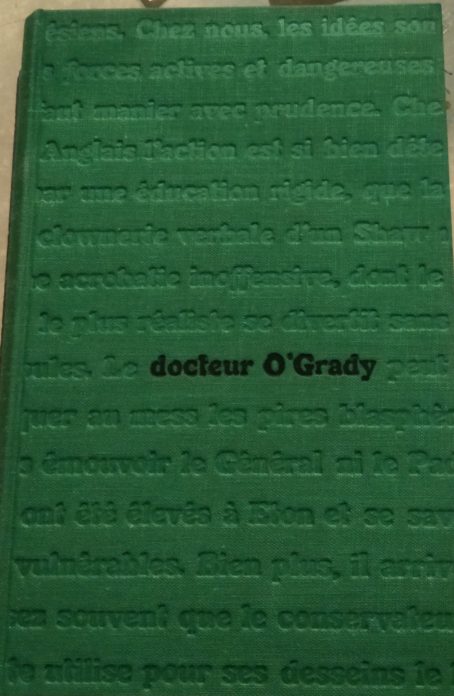 ésiens. Chez nous, les idées son
s forces actives et dangereuses
aut manier avec prudence. Che
Anglais l'action est si bien déle
ur une éducation rigide, que la
clownerie verbale d'un Shaw
e acrobatie inoffensive, dont le
le plus réaliste se divertit sans
ules. Le docteur O'Grady peut
quer au mess les pires blasphè
s émouvoir le Général ni le Pad
ont été élevés à Eton et se sav
vulnérables. Bien plus, il arriv
ez souvent que le conservateu
te utilise pour ses desseins le